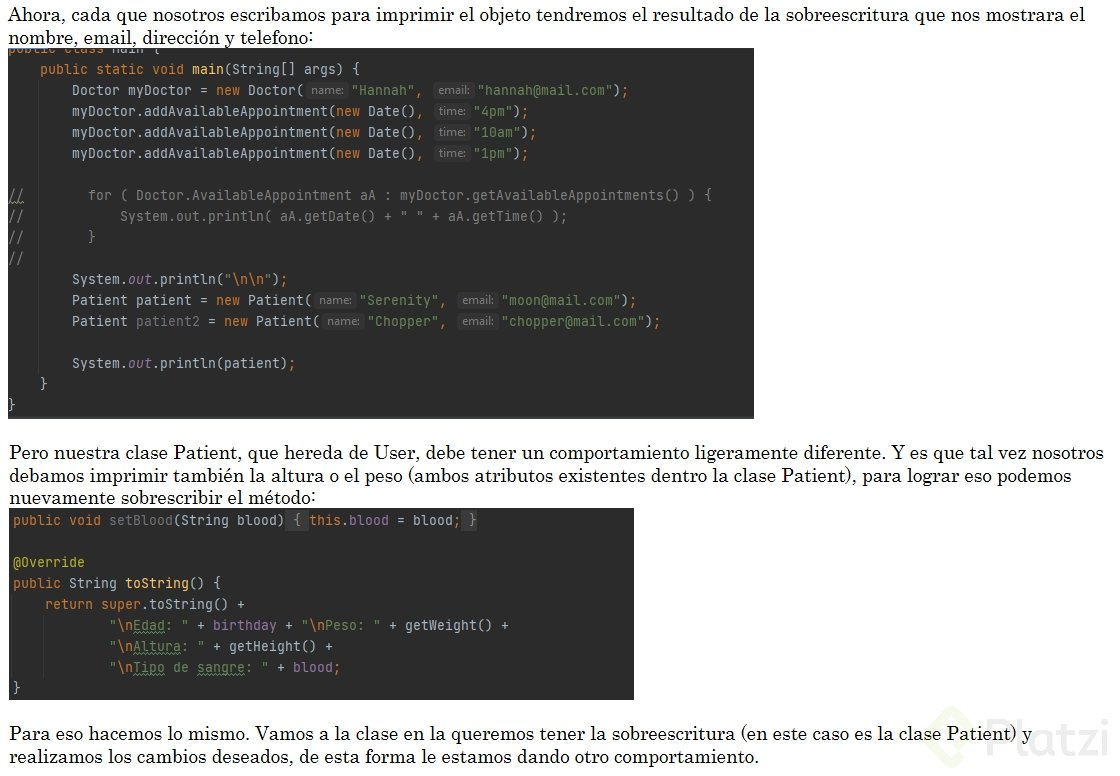 Ahora, cada que nosotros escribamos para imprimir el objeto tendremos el resultado de la sobreescritura que nos mostrara el
nombre, email, dirección y telefono:
public class Main {
public static void main(String[] args) {
Doctor myDoctor = new Doctor( name: "Hannah", email: "hannah@mail.com");
myDoctor.addAvailableAppointment(new Date(), time: "4pm");
myDoctor.addAvailableAppointment(new Date(), time: "10am");
myDoctor.addAvailableAppointment(new Date(), time: "1pm");
// for ( Doctor.AvailableAppointment aA : myDoctor.getAvailableAppointments() ) {
// System.out.println( aA.getDate() + " " + aA.getTime() );
// }
//
System.out.println("\n\n");
Patient patient = new Patient( name: "Serenity", email: "moon@mail.com");
Patient patient2 = new Patient( name: "Chopper", email: "chopper@mail.com");
System.out.println(patient);
}
}
Pero nuestra clase Patient, que hereda de User, debe tener un comportamiento ligeramente diferente. Y es que tal vez nosotros
debamos imprimir también la altura o el peso (ambos atributos existentes dentro la clase Patient), para lograr eso podemos
nuevamente sobrescribir el método:
public void setBlood(String blood) { this.blood = blood; }
@Override
public String toString() {
return super.toString() +
"\nEdad: " + birthday + "\nPeso: " + getWeight() +
"\nAltura: " + getHeight() +
"\nTipo de sangre: " + blood;
}
Para eso hacemos lo mismo. Vamos a la clase en la queremos tener la sobreescritura (en este caso es la clase Patient) y
realizamos los cambios deseados, de esta forma le estamos dando otro comportamiento.
Platzi